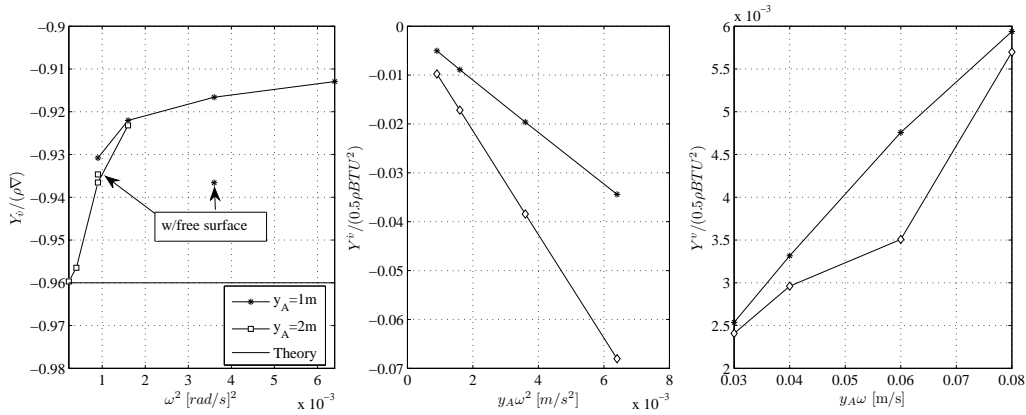 −0.9
−0.91
−0.92
−0.93
−0.94
−0.95
−0.96
−0.97
−0.98
Y_v̇/(ρ∇)
w/free surface
y_A=1m
y_A=2m
Theory
1 2 3 4 5 6
x 10⁻³
ω² [rad/s]²
0
−0.01
−0.02
−0.03
−0.04
−0.05
−0.06
−0.07
Y^v̇/(0.5ρBTU²)
0 2 4 6 8
x 10⁻³
y_Aω² [m/s²]
x 10⁻³
6
5.5
5
4.5
4
3.5
3
2.5
2
Y^v/(0.5ρBTU²)
0.03 0.04 0.05 0.06 0.07 0.08
y_Aω [m/s]